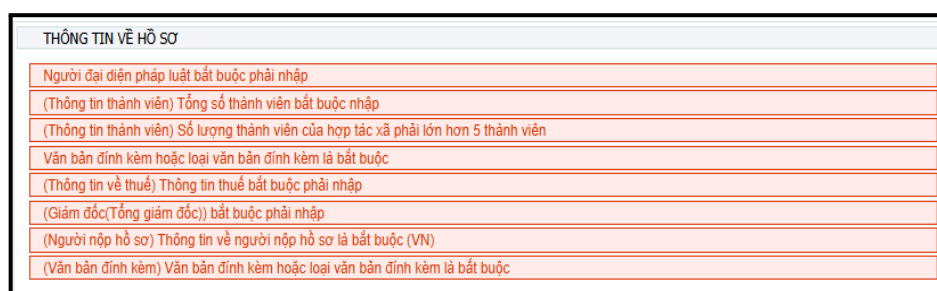 THÔNG TIN VỀ HỒ SƠ
Người đại diện pháp luật bắt buộc phải nhập
(Thông tin thành viên) Tổng số thành viên bắt buộc nhập
(Thông tin thành viên) Số lượng thành viên của hợp tác xã phải lớn hơn 5 thành viên
Văn bản đính kèm hoặc loại văn bản đính kèm là bắt buộc
(Thông tin về thuế) Thông tin thuế bắt buộc phải nhập
(Giám đốc(Tổng giám đốc)) bắt buộc phải nhập
(Người nộp hồ sơ) Thông tin về người nộp hồ sơ là bắt buộc (VN)
(Văn bản đính kèm) Văn bản đính kèm hoặc loại văn bản đính kèm là bắt buộc